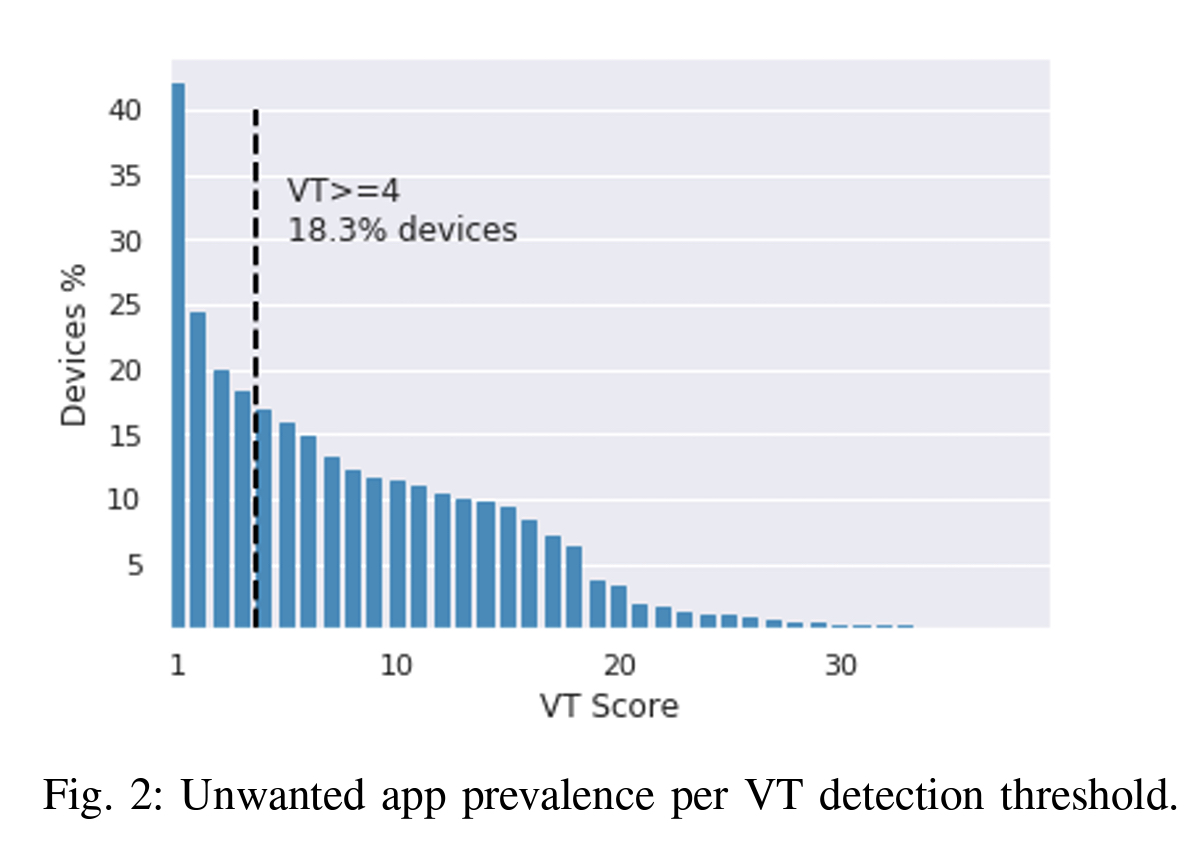 40
35
30
25
20
15
10
5
Devices %
VT>=4
18.3% devices
1 10 20 30
VT Score
Fig. 2: Unwanted app prevalence per VT detection threshold.